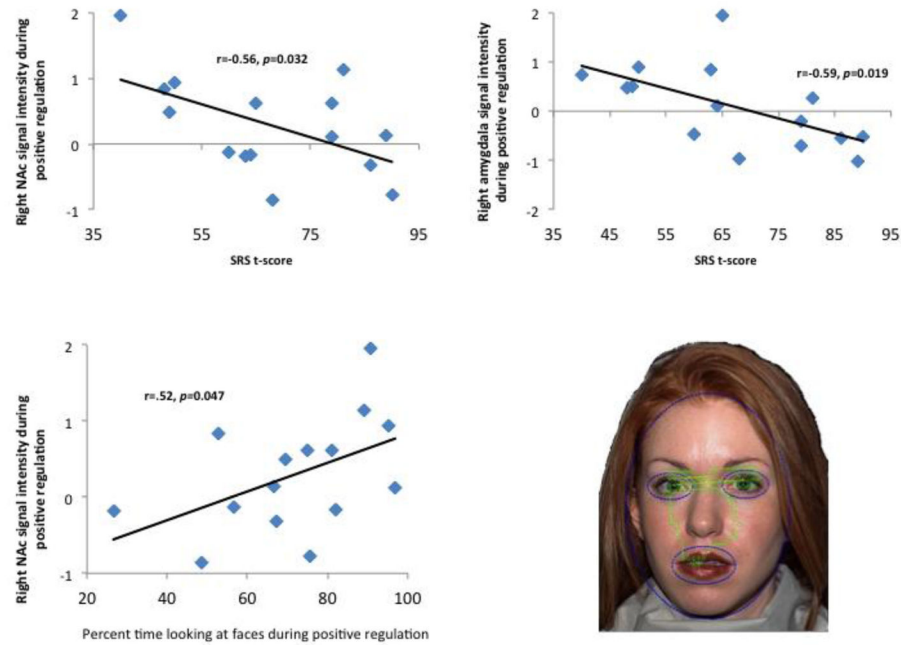 Right NAc signal intensity during
positive regulation
2
1
0
-1
r=-0.56, p=0.032
35 55 75 95
SRS t-score
Right amygdala signal intensity
during positive regulation
2
1
0
-1
-2
r=-0.59, p=0.019
35 45 55 65 75 85 95
SRS t-score
Right NAc signal intensity during
positive regulation
2
1
0
-1
r=.52, p=0.047
20 40 60 80 100
Percent time looking at faces during positive regulation